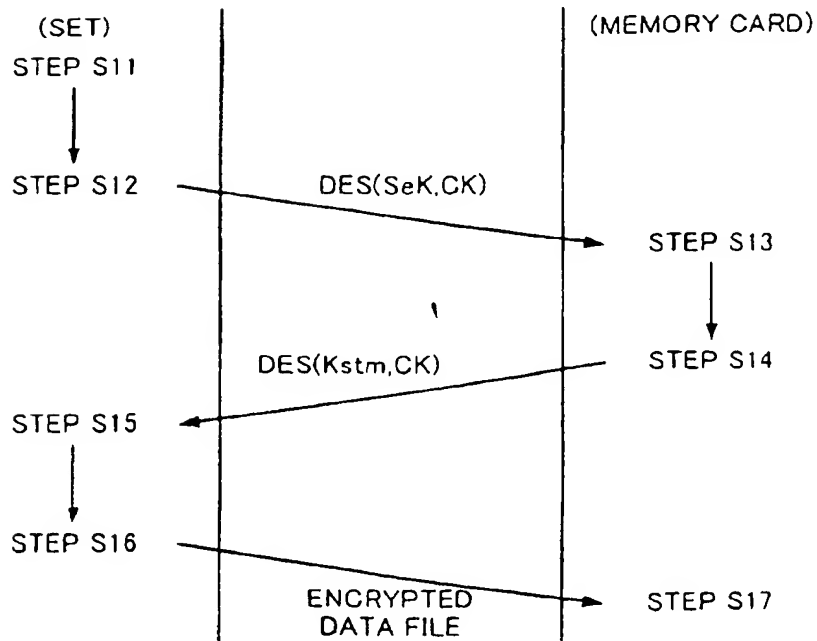 (SET)
(MEMORY CARD)
STEP S11
STEP S12
DES(SeK,CK)
STEP S13
DES(Kstm,CK)
STEP S14
STEP S15
STEP S16
ENCRYPTED
DATA FILE
STEP S17